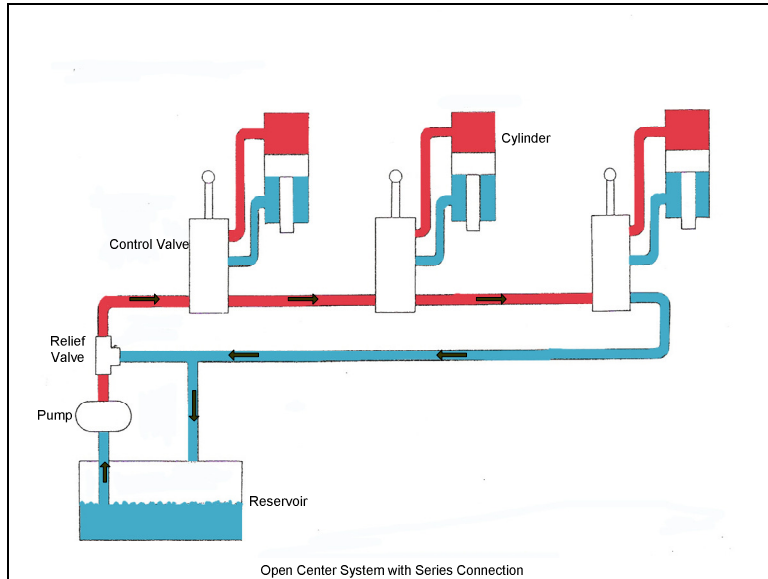 Cylinder
Control Valve
Relief
Valve
Pump
Reservoir
Open Center System with Series Connection